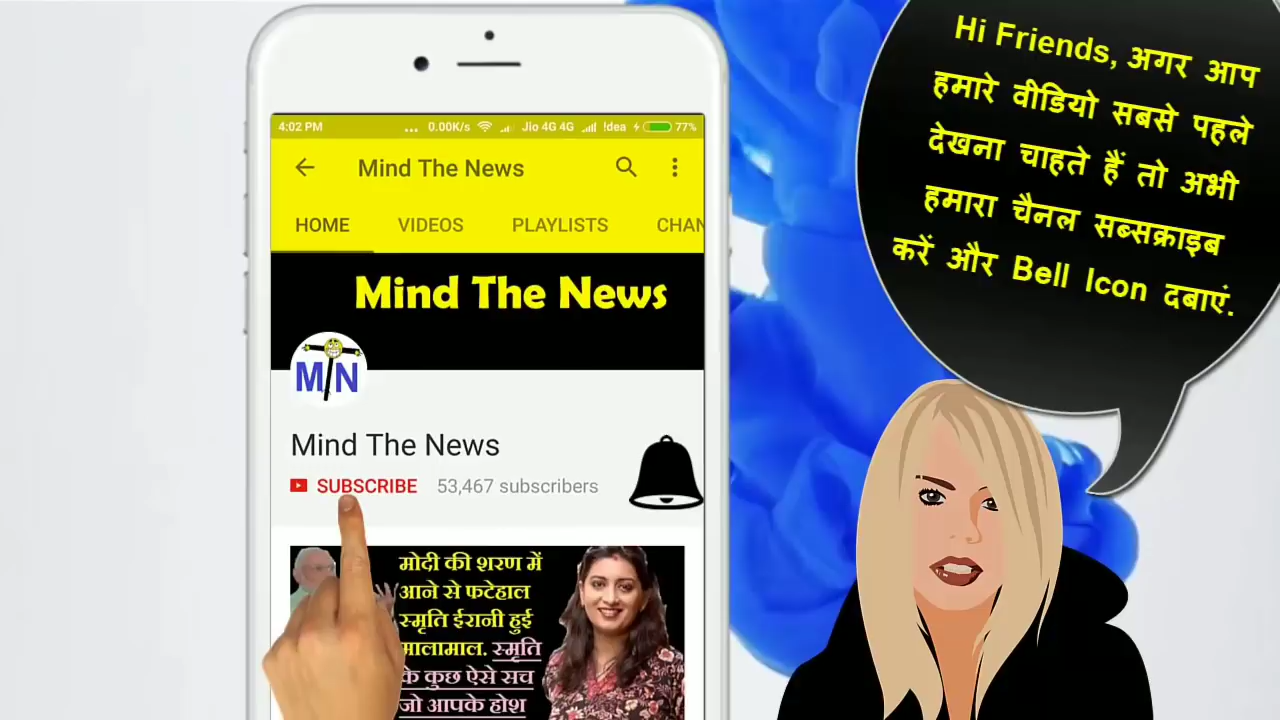 Hi Friends, अगर आप
हमारे वीडियो सबसे पहले
देखना चाहते हैं तो अभी
हमारा चैनल सब्सक्राइब
करें और Bell Icon दबाएं.
4:02 PM ... 0.00K/s Jio 4G 4G !dea 77%
Mind The News
HOME VIDEOS PLAYLISTS CHAN
Mind The News
M N
Mind The News
SUBSCRIBE 53,467 subscribers
मोदी की शरण में
आने से फटेहाल
स्मृति ईरानी हुई
मालामाल. स्मृति
के कुछ ऐसे सच
जो आपके होश